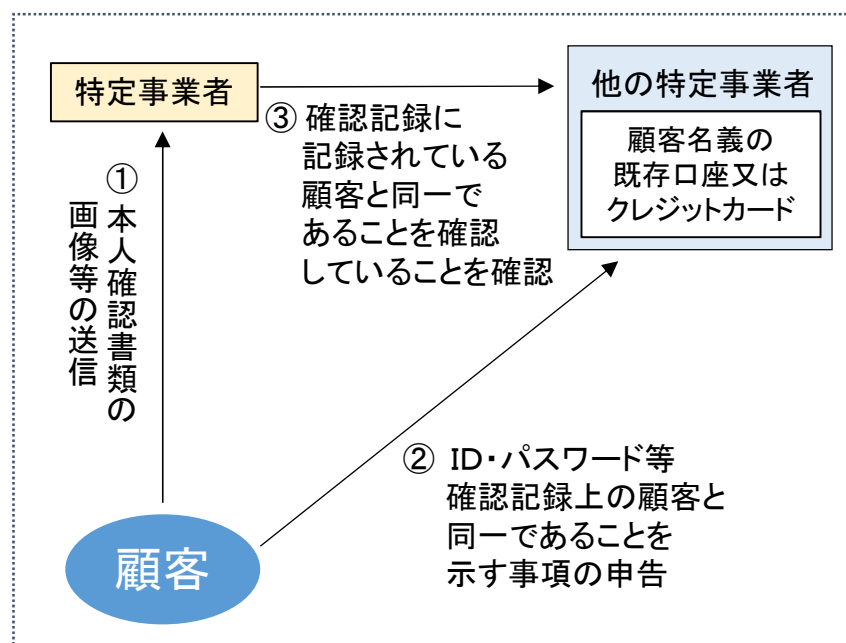 特定事業者
他の特定事業者
顧客名義の
既存口座又は
クレジットカード
③ 確認記録に
記録されている
顧客と同一で
あることを確認
していることを確認
①本人確認書類の
画像等の送信
② ID・パスワード等
確認記録上の顧客と
同一であることを
示す事項の申告
顧客